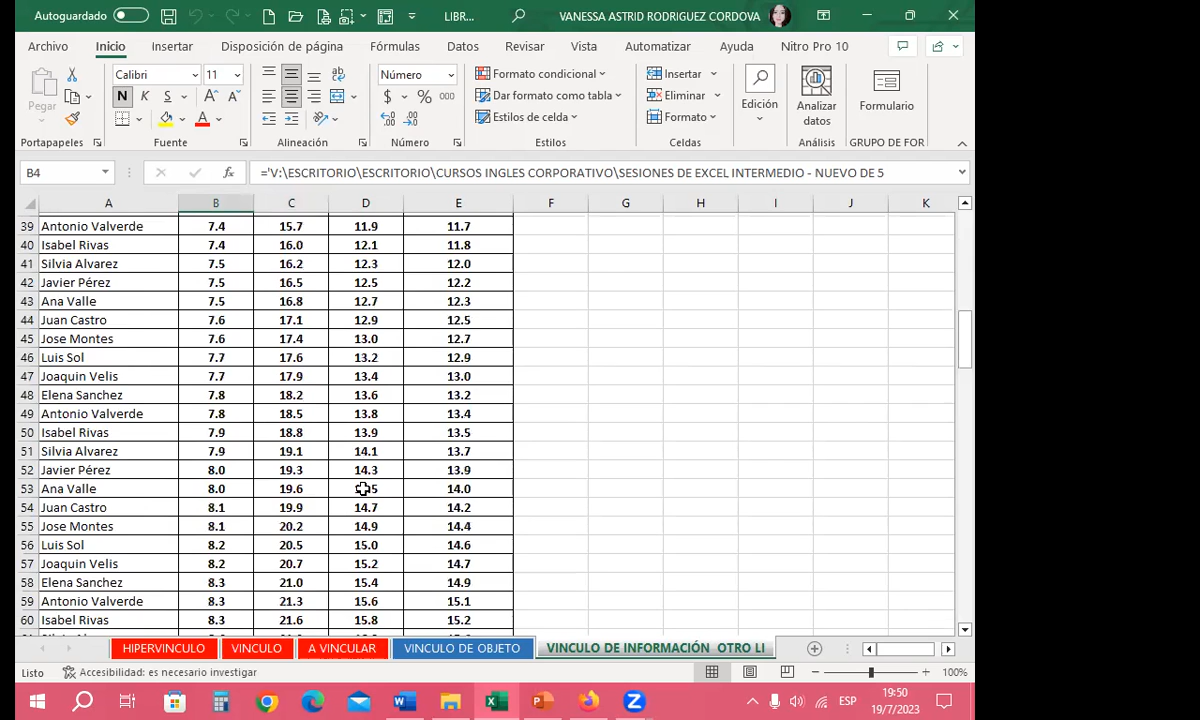 Autoguardado LIBR... VANESSA ASTRID RODRIGUEZ CORDOVA
Archivo Inicio Insertar Disposición de página Fórmulas Datos Revisar Vista Automatizar Ayuda Nitro Pro 10
Pegar Calibri 11 Número Formato condicional Insertar Edición Analizar datos Formulario
N K S A A $ % 000 Dar formato como tabla Eliminar
A Estilos de celda Formato
Portapapeles Fuente Alineación Número Estilos Celdas Análisis GRUPO DE FOR
B4 fx ='V:\ESCRITORIO\ESCRITORIO\CURSOS INGLES CORPORATIVO\SESIONES DE EXCEL INTERMEDIO - NUEVO DE 5
A B C D E F G H I J K
39 Antonio Valverde 7.4 15.7 11.9 11.7
40 Isabel Rivas 7.4 16.0 12.1 11.8
41 Silvia Alvarez 7.5 16.2 12.3 12.0
42 Javier Pérez 7.5 16.5 12.5 12.2
43 Ana Valle 7.5 16.8 12.7 12.3
44 Juan Castro 7.6 17.1 12.9 12.5
45 Jose Montes 7.6 17.4 13.0 12.7
46 Luis Sol 7.7 17.6 13.2 12.9
47 Joaquin Velis 7.7 17.9 13.4 13.0
48 Elena Sanchez 7.8 18.2 13.6 13.2
49 Antonio Valverde 7.8 18.5 13.8 13.4
50 Isabel Rivas 7.9 18.8 13.9 13.5
51 Silvia Alvarez 7.9 19.1 14.1 13.7
52 Javier Pérez 8.0 19.3 14.3 13.9
53 Ana Valle 8.0 19.6 14.0
54 Juan Castro 8.1 19.9 14.7 14.2
55 Jose Montes 8.1 20.2 14.9 14.4
56 Luis Sol 8.2 20.5 15.0 14.6
57 Joaquin Velis 8.2 20.7 15.2 14.7
58 Elena Sanchez 8.3 21.0 15.4 14.9
59 Antonio Valverde 8.3 21.3 15.6 15.1
60 Isabel Rivas 8.3 21.6 15.8 15.2
HIPERVINCULO VINCULO A VINCULAR VINCULO DE OBJETO VINCULO DE INFORMACIÓN OTRO LI
Listo Accesibilidad: es necesario investigar 100%
ESP 19:50
19/7/2023